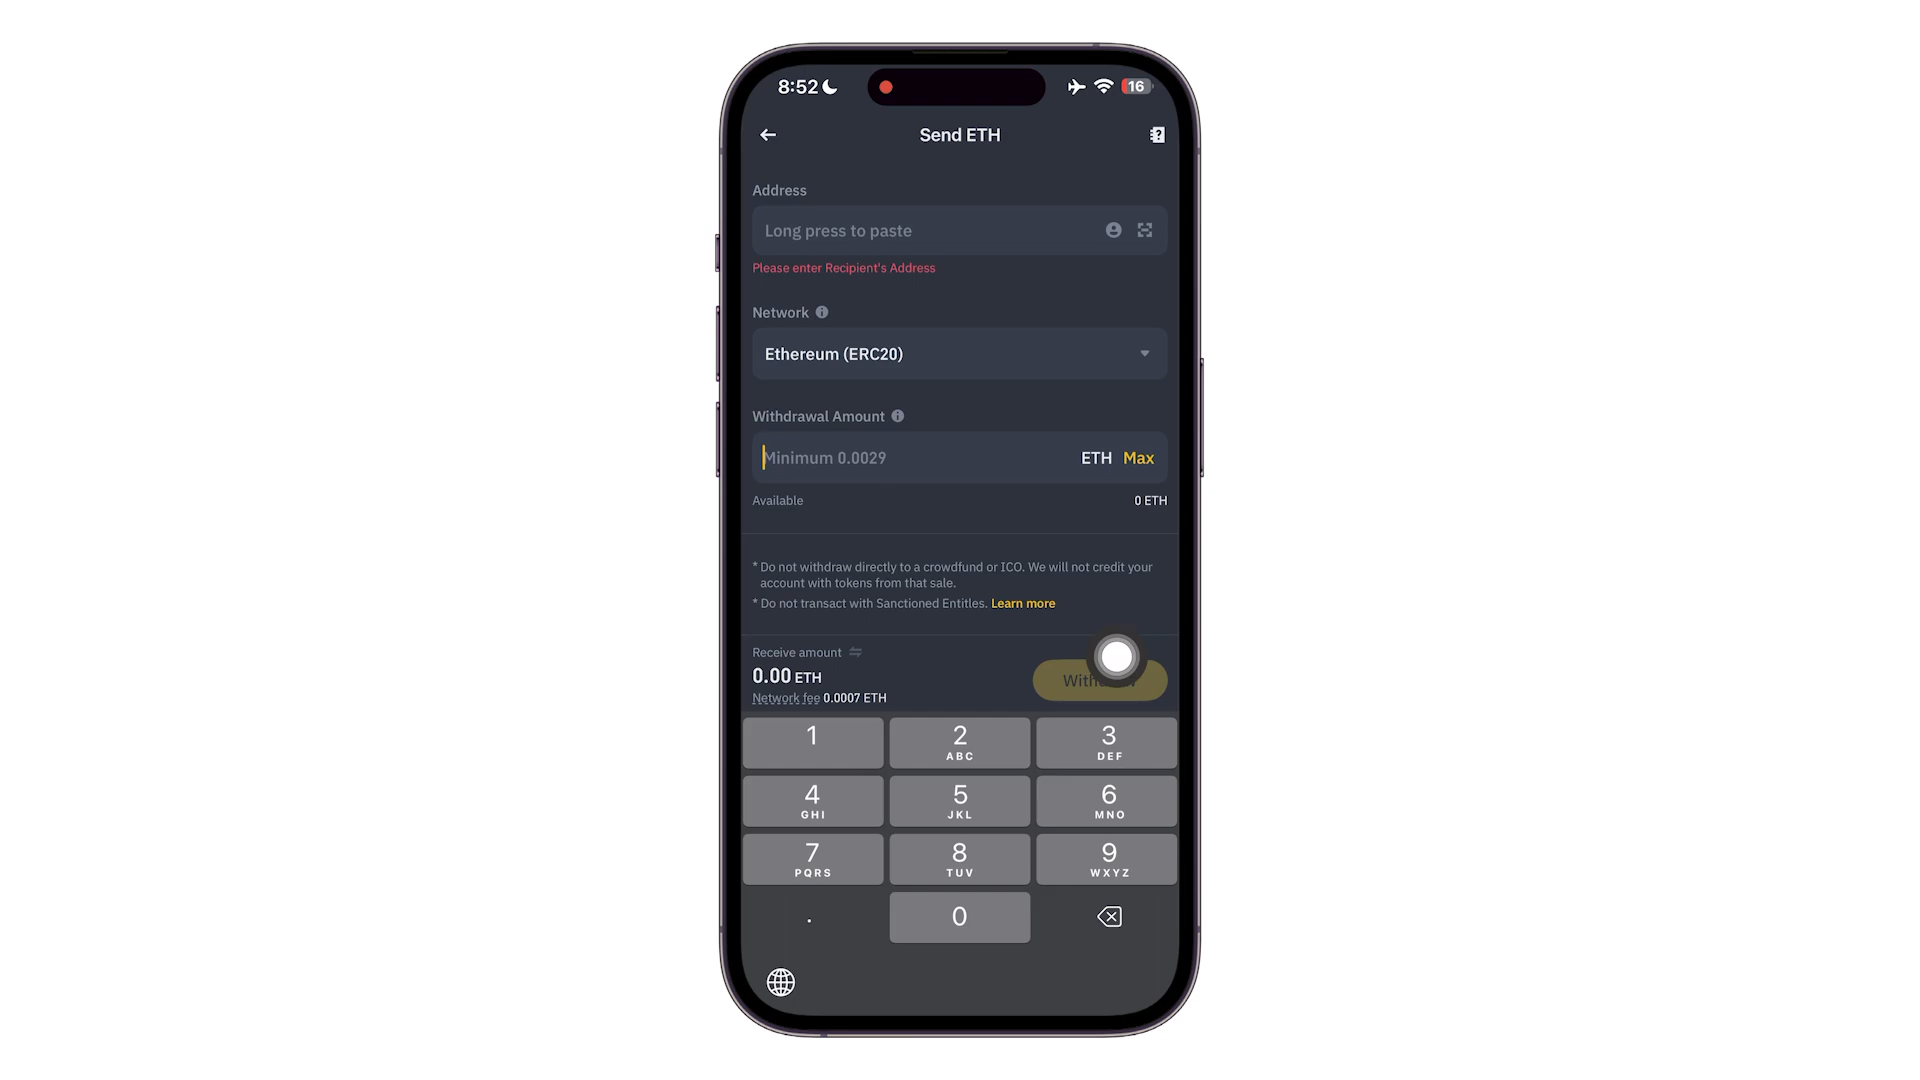 8:52
16
Send ETH
Address
Long press to paste
Please enter Recipient's Address
Network
Ethereum (ERC20)
Withdrawal Amount
Minimum 0.0029 ETH Max
Available 0 ETH
* Do not withdraw directly to a crowdfund or ICO. We will not credit your
account with tokens from that sale.
* Do not transact with Sanctioned Entitles. Learn more
Receive amount
0.00 ETH
Network fee 0.0007 ETH
1 2 3
ABC DEF
4 5 6
GHI JKL MNO
7 8 9
PQRS TUV WXYZ
. 0